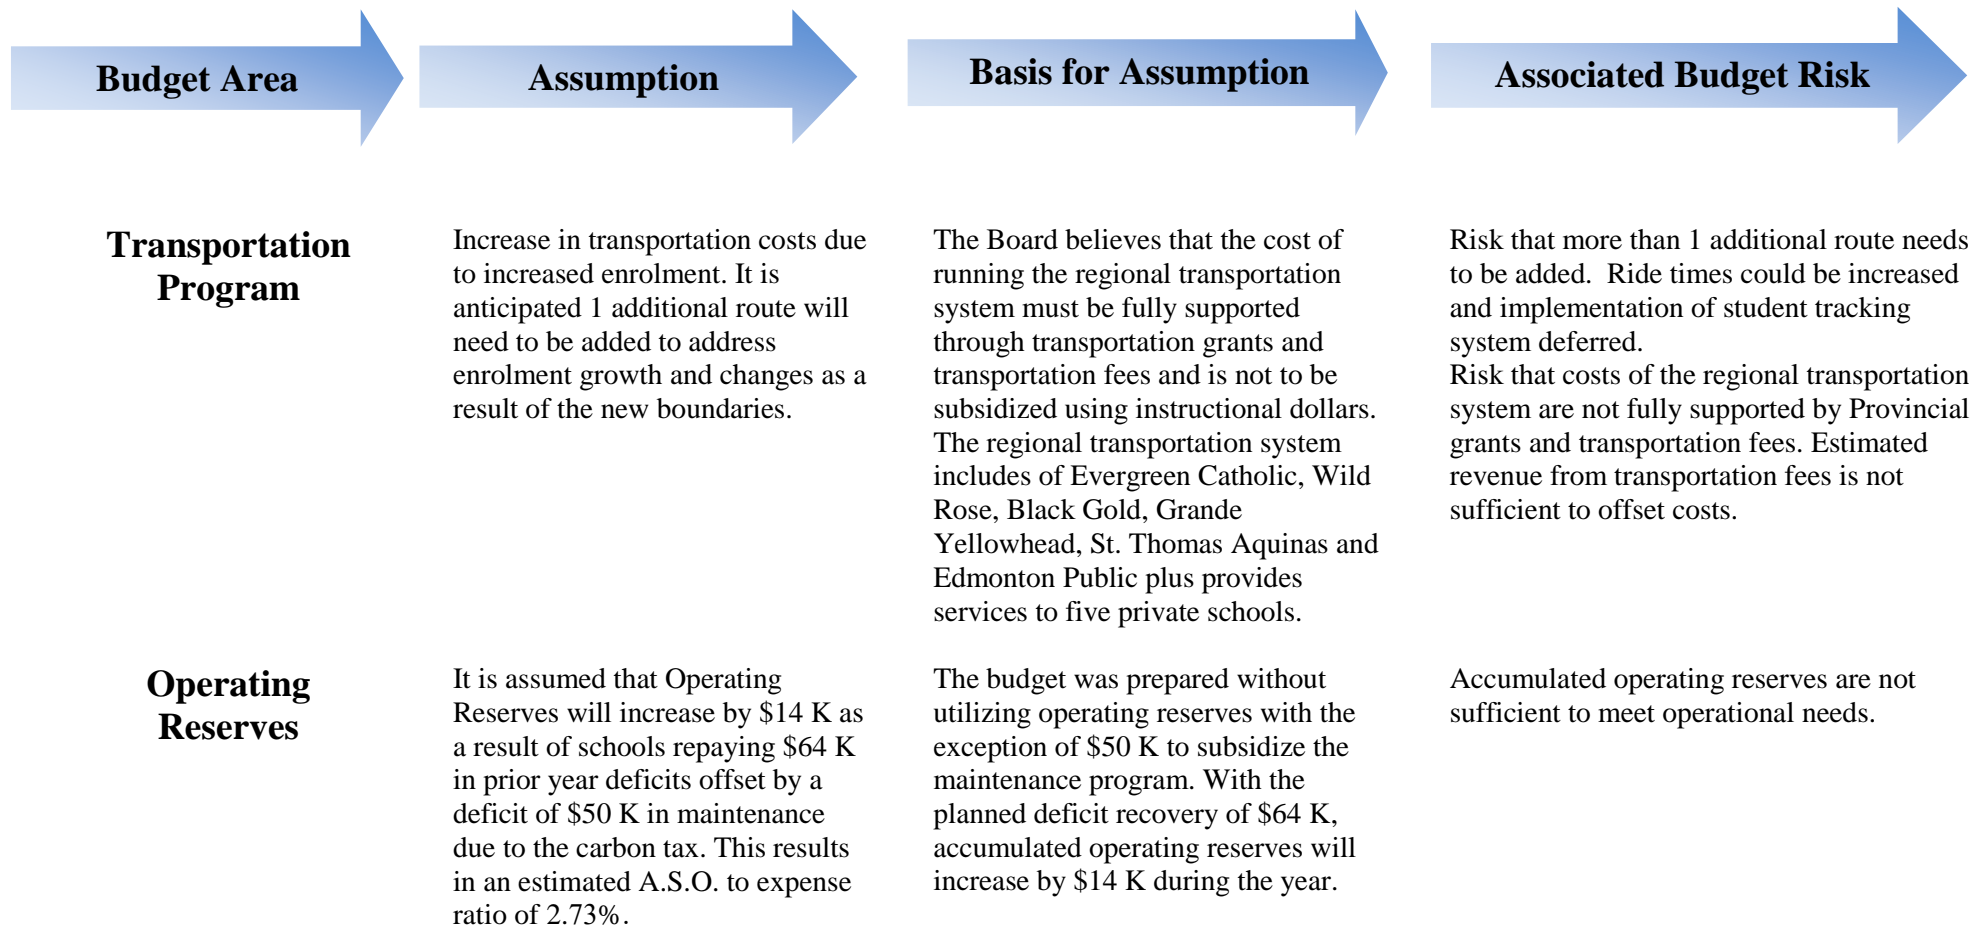 Budget Area
Assumption
Basis for Assumption
Associated Budget Risk
Transportation
Program
Increase in transportation costs due
to increased enrolment. It is
anticipated 1 additional route will
need to be added to address
enrolment growth and changes as a
result of the new boundaries.
The Board believes that the cost of
running the regional transportation
system must be fully supported
through transportation grants and
transportation fees and is not to be
subsidized using instructional dollars.
The regional transportation system
includes of Evergreen Catholic, Wild
Rose, Black Gold, Grande
Yellowhead, St. Thomas Aquinas and
Edmonton Public plus provides
services to five private schools.
Risk that more than 1 additional route needs
to be added.  Ride times could be increased
and implementation of student tracking
system deferred.
Risk that costs of the regional transportation
system are not fully supported by Provincial
grants and transportation fees. Estimated
revenue from transportation fees is not
sufficient to offset costs.
Operating
Reserves
It is assumed that Operating
Reserves will increase by $14 K as
a result of schools repaying $64 K
in prior year deficits offset by a
deficit of $50 K in maintenance
due to the carbon tax. This results
in an estimated A.S.O. to expense
ratio of 2.73%.
The budget was prepared without
utilizing operating reserves with the
exception of $50 K to subsidize the
maintenance program. With the
planned deficit recovery of $64 K,
accumulated operating reserves will
increase by $14 K during the year.
Accumulated operating reserves are not
sufficient to meet operational needs.